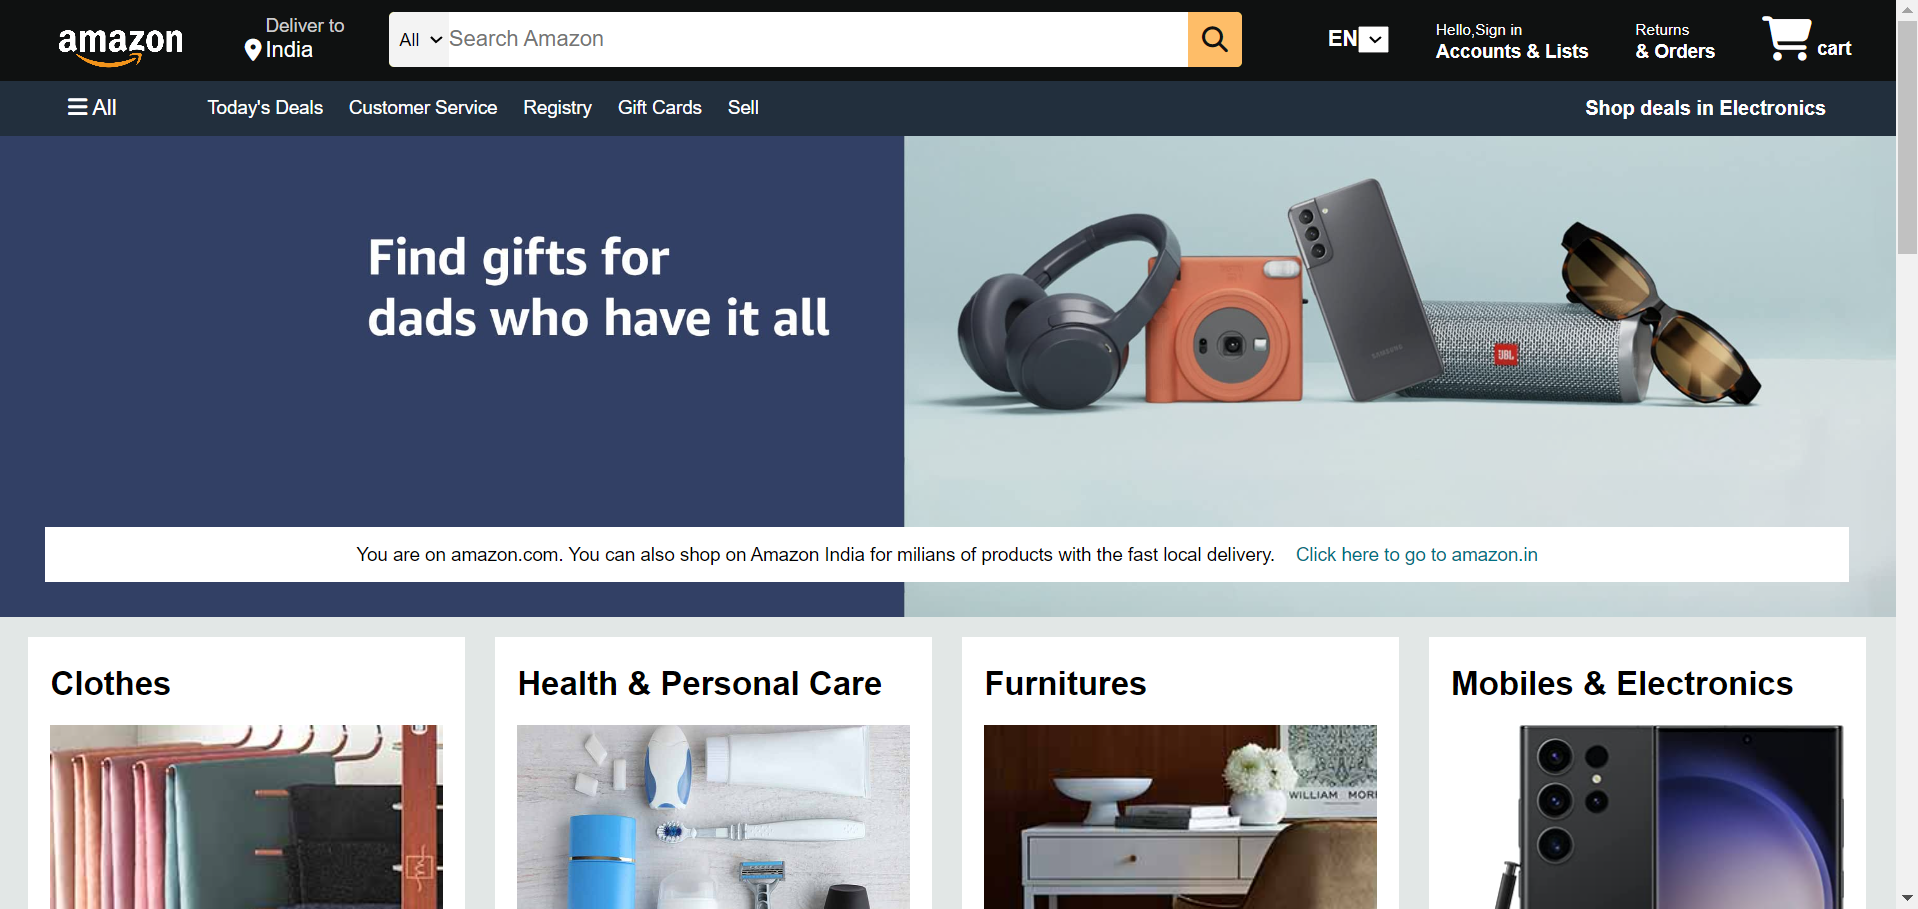 amazon
Deliver to
India
All
Search Amazon
EN
Hello,Sign in
Accounts & Lists
Returns
& Orders
cart
All
Today's Deals
Customer Service
Registry
Gift Cards
Sell
Shop deals in Electronics
Find gifts for
dads who have it all
SAMSUNG
JBL
You are on amazon.com. You can also shop on Amazon India for milians of products with the fast local delivery. Click here to go to amazon.in
Clothes
Health & Personal Care
Furnitures
Mobiles & Electronics
WILLIAM MORR